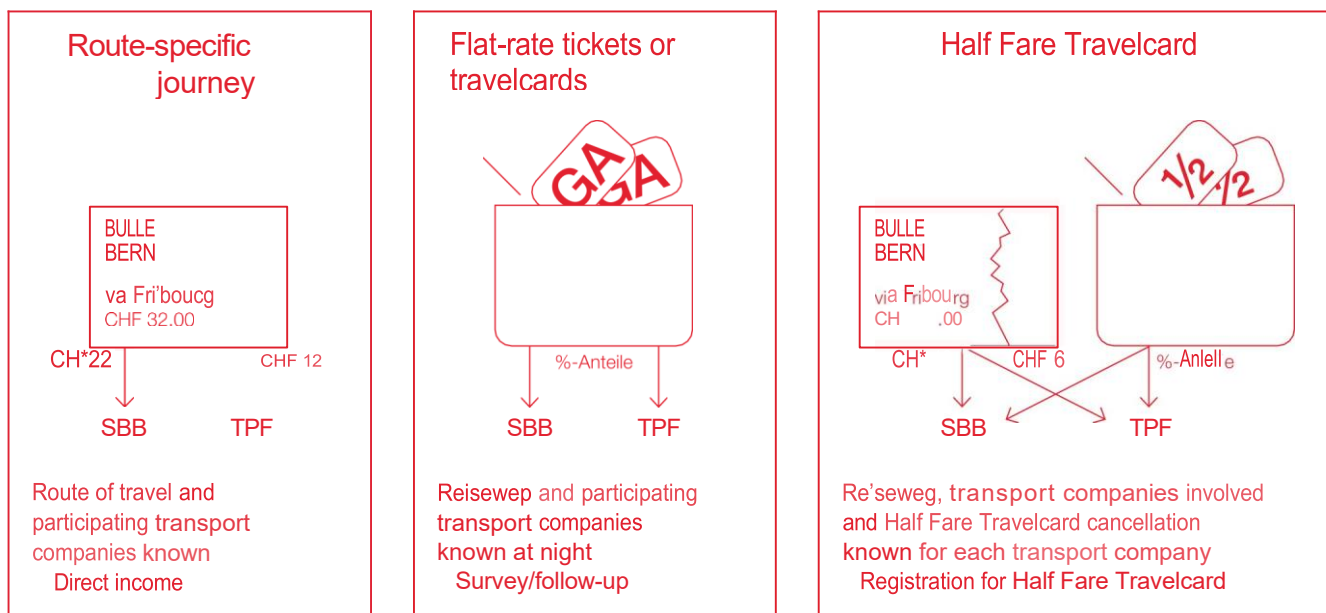 Route-specific
journey
BULLE
BERN
va Fri'boucg
CHF 32.00
CH*22
CHF 12
SBB
TPF
Route of travel and
participating transport
companies known
Direct income
Flat-rate tickets or
travelcards
GA
GA
%-Anteile
SBB
TPF
Reisewep and participating
transport companies
known at night
Survey/follow-up
Half Fare Travelcard
1/2
1/2
BULLE
BERN
via Fribourg
CH .00
CH*
CHF 6
%-Anlell e
SBB
TPF
Re'seweg, transport companies involved
and Half Fare Travelcard cancellation
known for each transport company
Registration for Half Fare Travelcard